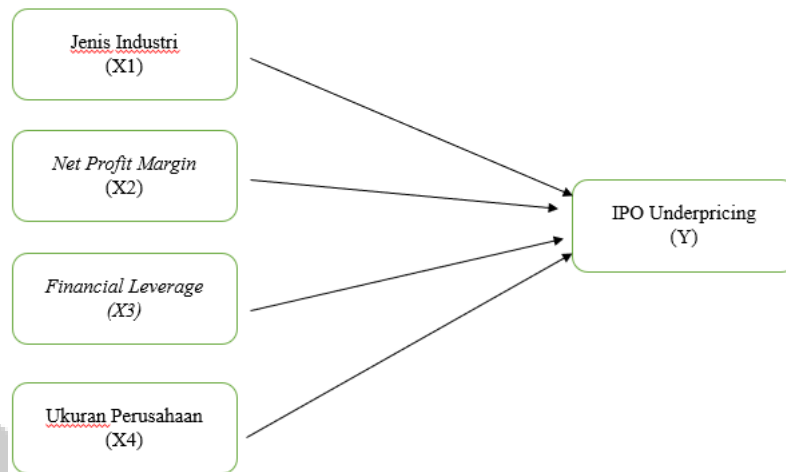 Jenis Industri
(X1)
Net Profit Margin
(X2)
IPO Underpricing
(Y)
Financial Leverage
(X3)
Ukuran Perusahaan
(X4)